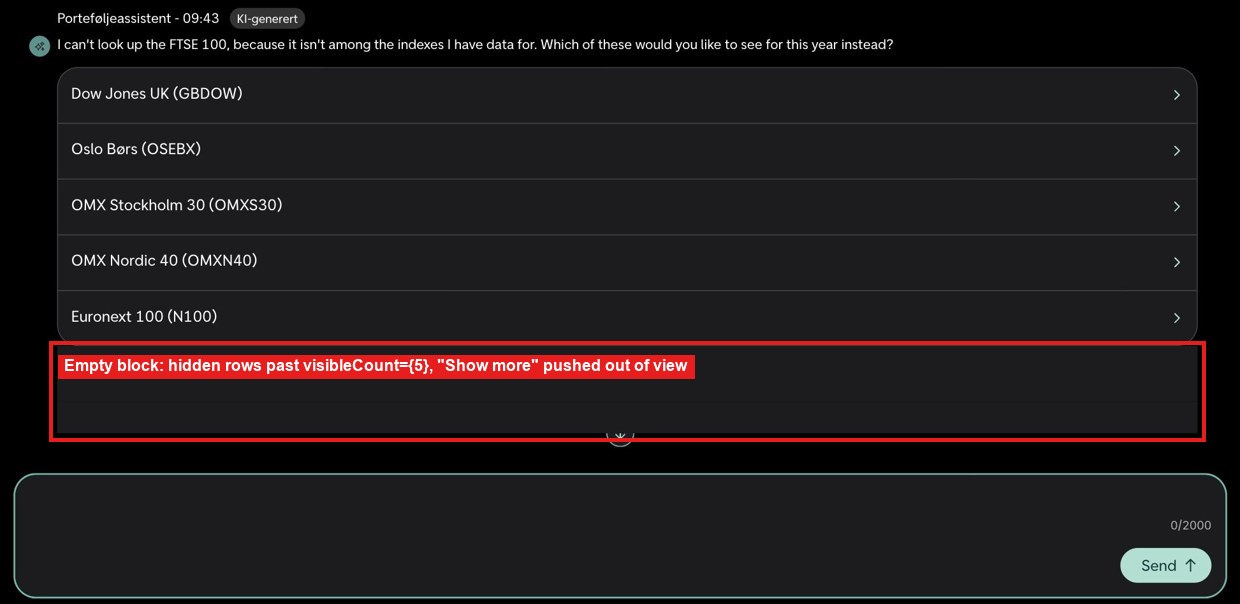 Porteføljeassistent - 09:43 KI-generert
I can't look up the FTSE 100, because it isn't among the indexes I have data for. Which of these would you like to see for this year instead?
Dow Jones UK (GBDOW)
Oslo Børs (OSEBX)
OMX Stockholm 30 (OMXS30)
OMX Nordic 40 (OMXN40)
Euronext 100 (N100)
Empty block: hidden rows past visibleCount={5}, "Show more" pushed out of view
0/2000
Send